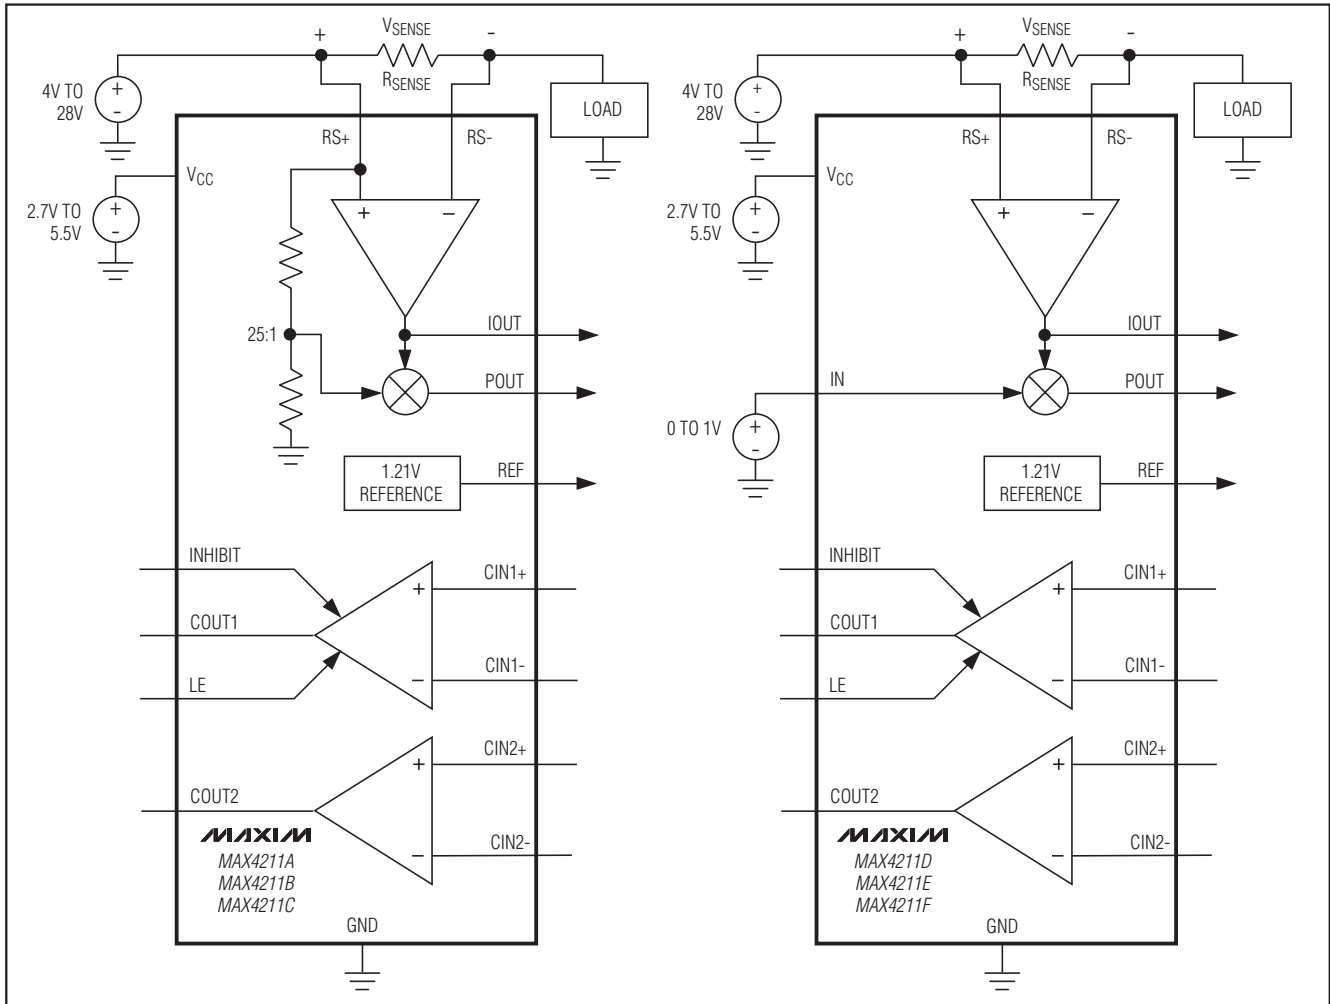 + VSENSE -
RSENSE
4V TO
28V
+
-
LOAD
RS+ RS-
VCC
2.7V TO
5.5V
+
-
+ −
IOUT
25:1
POUT
1.21V
REFERENCE
REF
INHIBIT
CIN1+
+
COUT1
CIN1-
−
LE
CIN2+
+
COUT2
CIN2-
−
MAXIM
MAX4211A
MAX4211B
MAX4211C
GND
+ VSENSE -
RSENSE
4V TO
28V
+
-
LOAD
RS+ RS-
VCC
2.7V TO
5.5V
+
-
+ −
IOUT
IN
POUT
0 TO 1V
+
-
1.21V
REFERENCE
REF
INHIBIT
CIN1+
+
COUT1
CIN1-
−
LE
CIN2+
+
COUT2
CIN2-
−
MAXIM
MAX4211D
MAX4211E
MAX4211F
GND